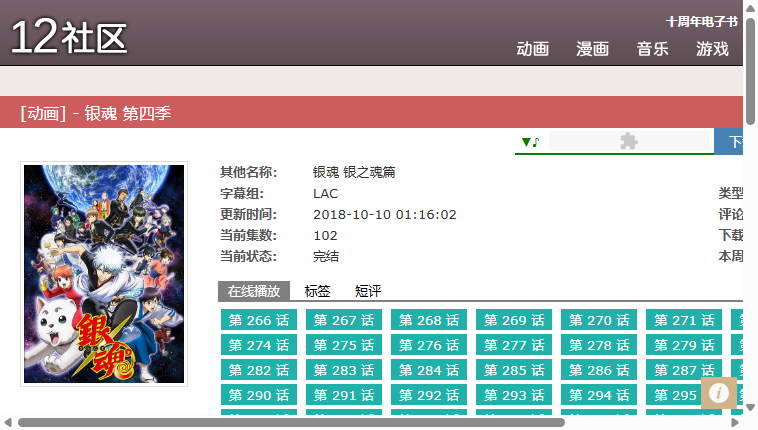 12社区
十周年电子书
动画 漫画 音乐 游戏
[动画] - 银魂 第四季
▼♪
其他名称: 银魂 银之魂篇
字幕组: LAC 类型
更新时间: 2018-10-10 01:16:02 评论
当前集数: 102 下载
当前状态: 完结 本周
在线播放 标签 短评
第 266 话 第 267 话 第 268 话 第 269 话 第 270 话 第 271 话
第 274 话 第 275 话 第 276 话 第 277 话 第 278 话 第 279 话
第 282 话 第 283 话 第 284 话 第 285 话 第 286 话 第 287 话
第 290 话 第 291 话 第 292 话 第 293 话 第 294 话 第 295
銀魂